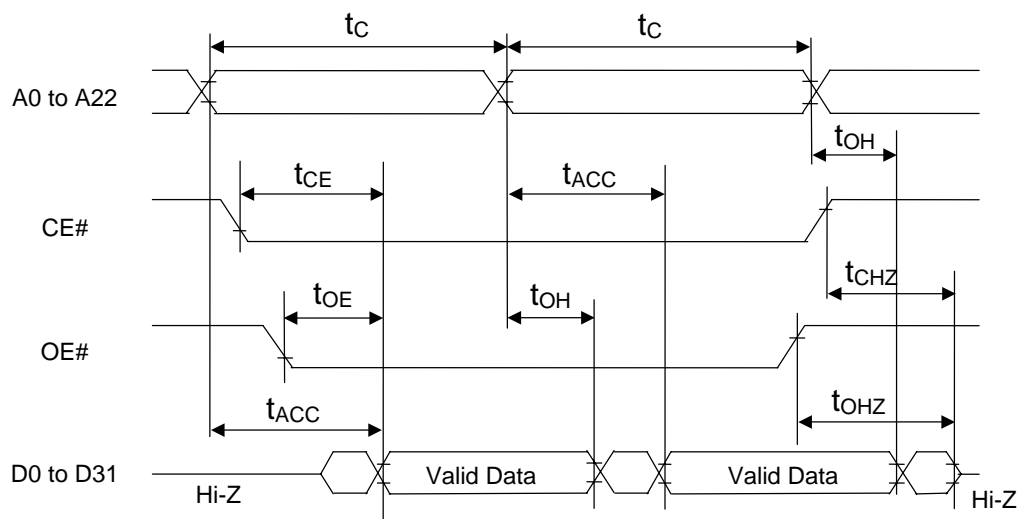 tC tC
A0 to A22
tOH
tCE tACC
CE#
tCHZ
tOE tOH
OE#
tOHZ
tACC
D0 to D31 Valid Data Valid Data
Hi-Z Hi-Z